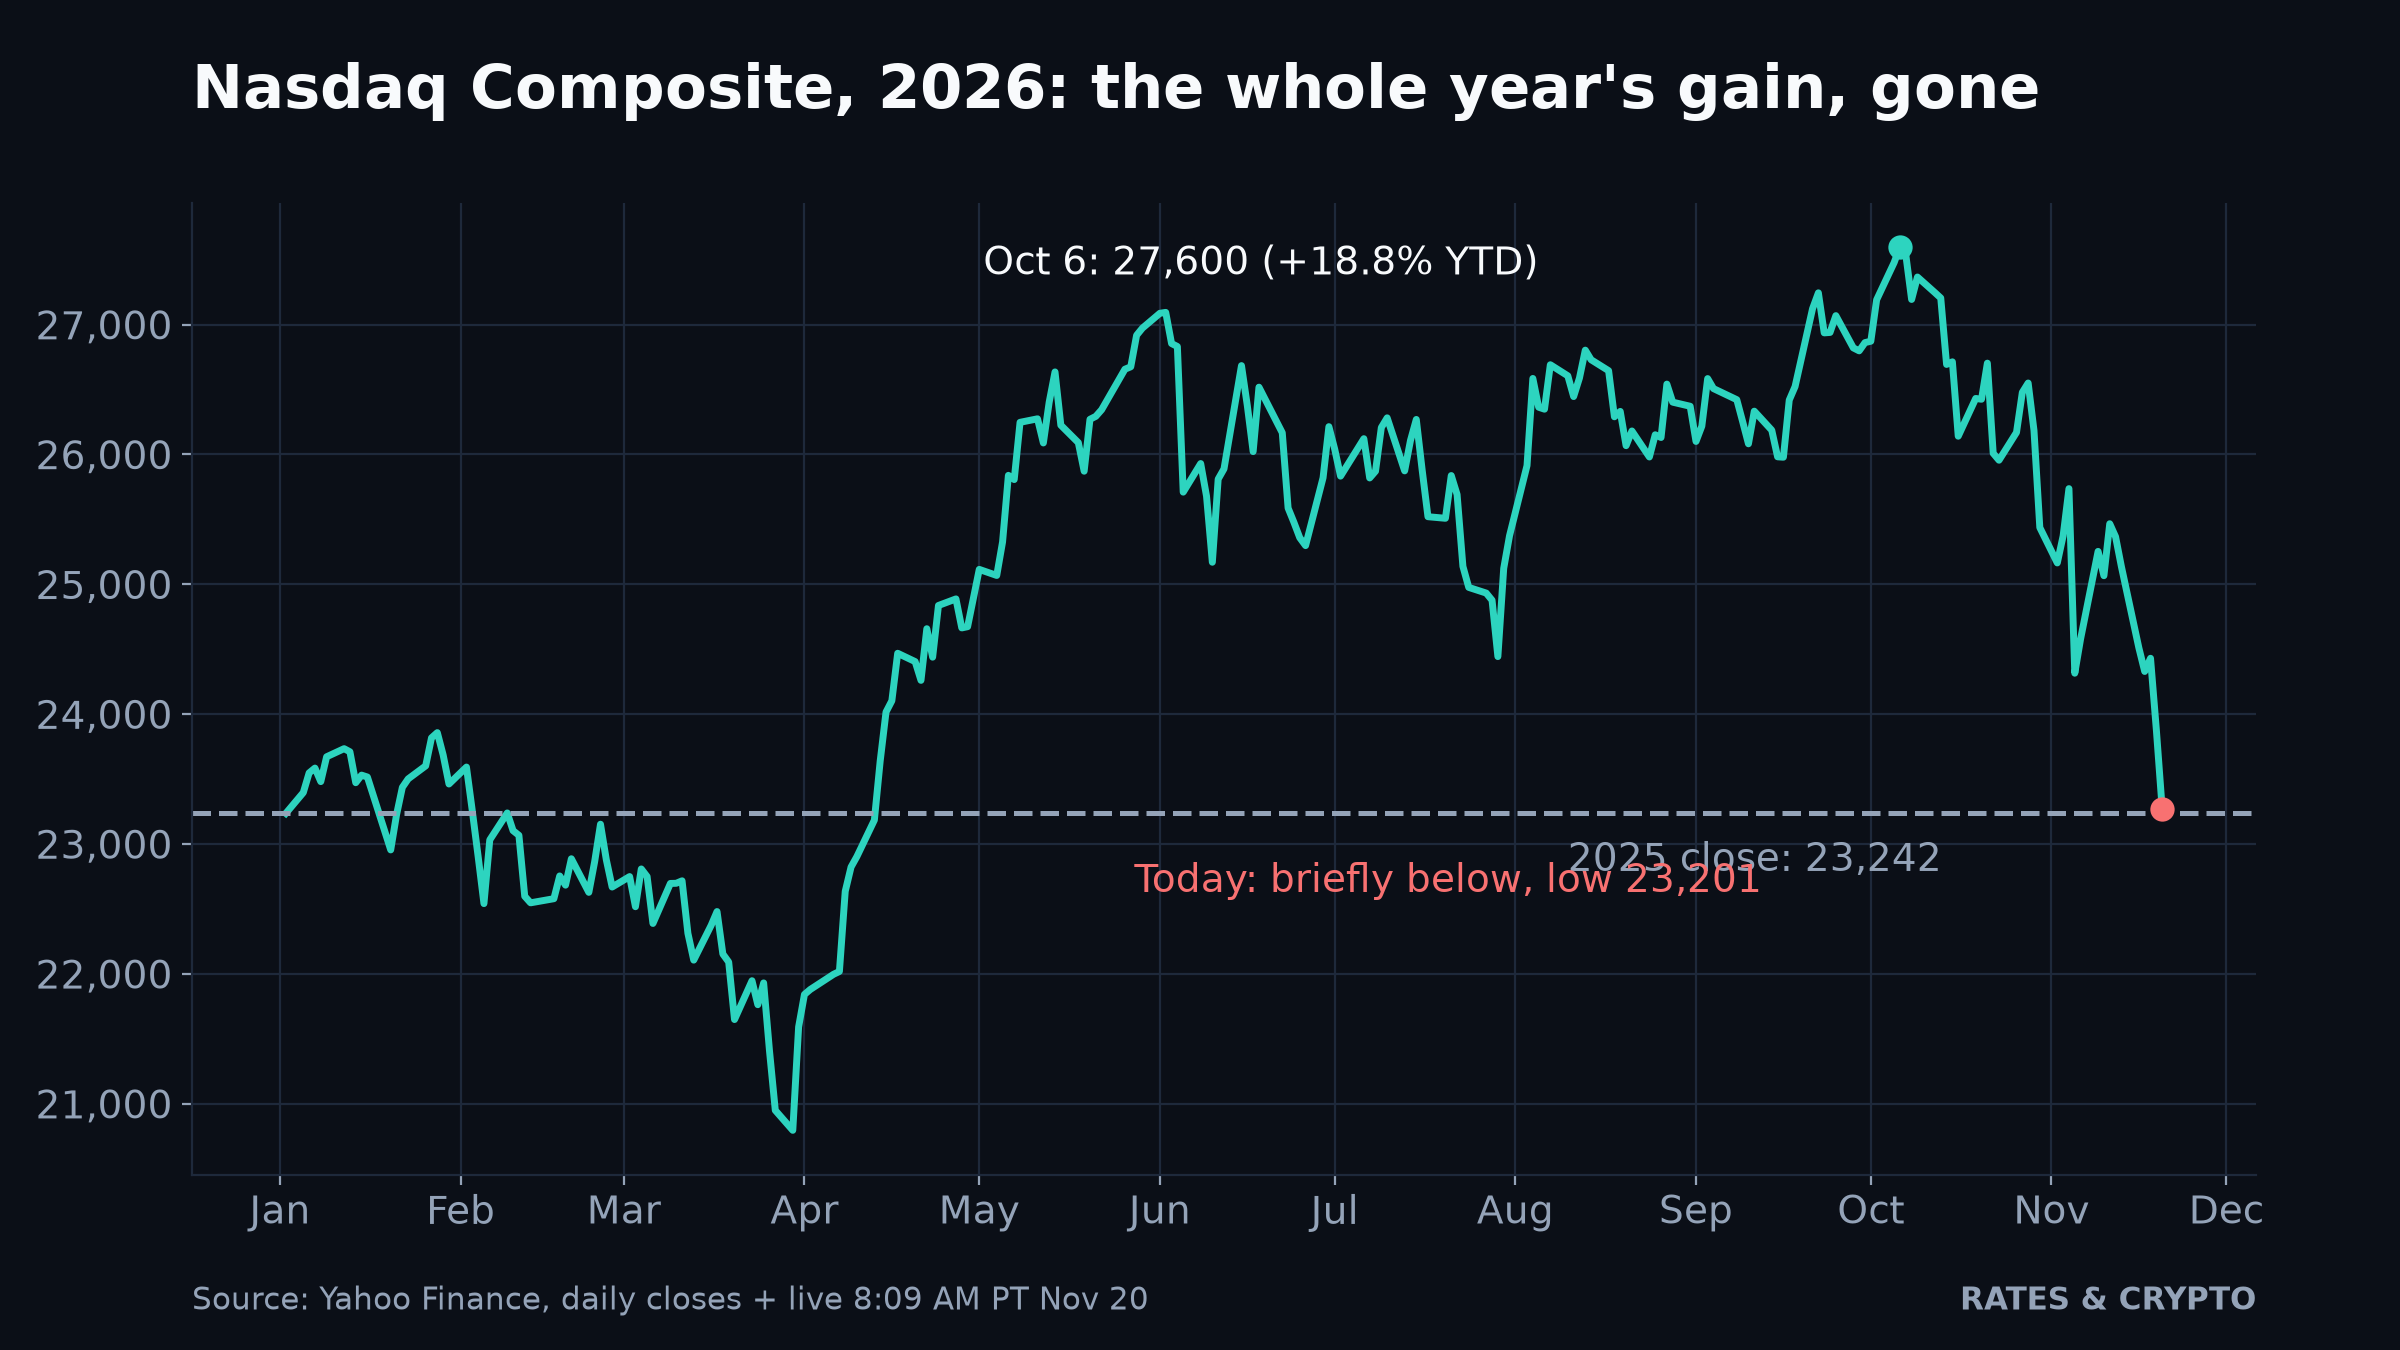 Nasdaq Composite, 2026: the whole year's gain, gone
Oct 6: 27,600 (+18.8% YTD)
27,000
26,000
25,000
24,000
23,000
22,000
21,000
2025 close: 23,242
Today: briefly below, low 23,201
Jan Feb Mar Apr May Jun Jul Aug Sep Oct Nov Dec
Source: Yahoo Finance, daily closes + live 8:09 AM PT Nov 20
RATES & CRYPTO